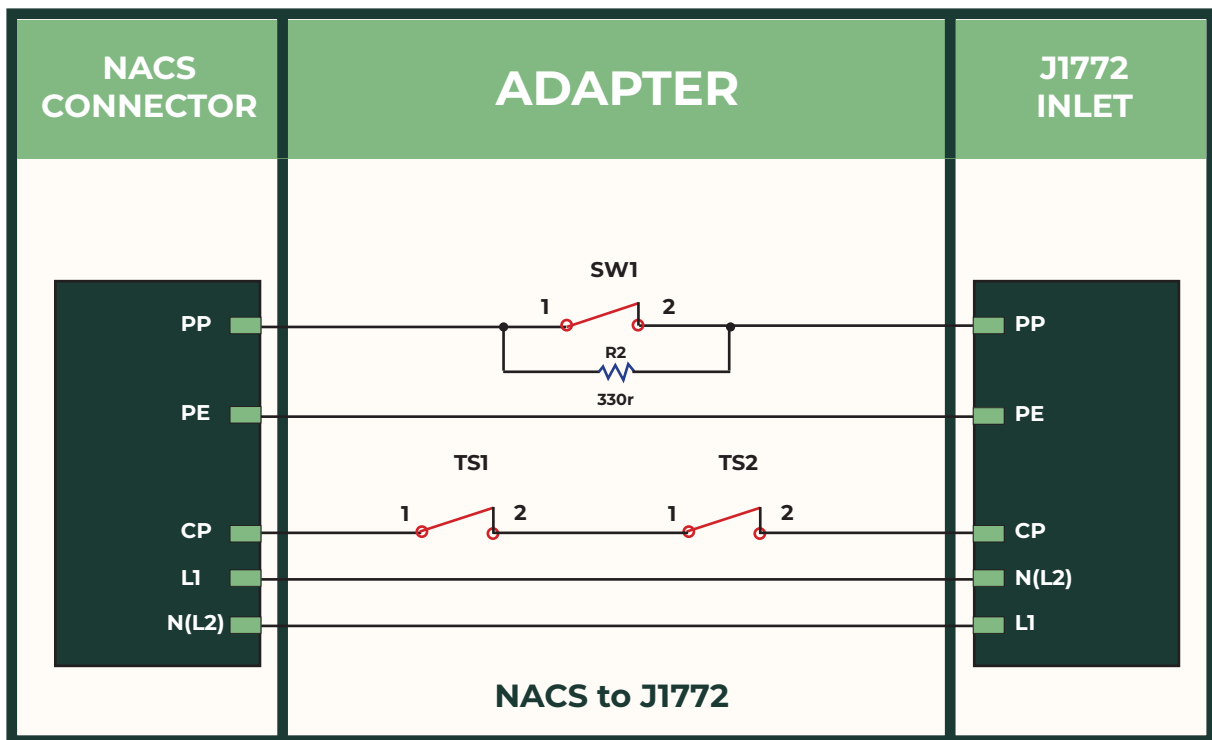 NACS
CONNECTOR
ADAPTER
J1772
INLET
SW1
1 2
PP
PP
R2
330r
PE
PE
TS1
TS2
1 2
1 2
CP
CP
L1
N(L2)
N(L2)
L1
NACS to J1772